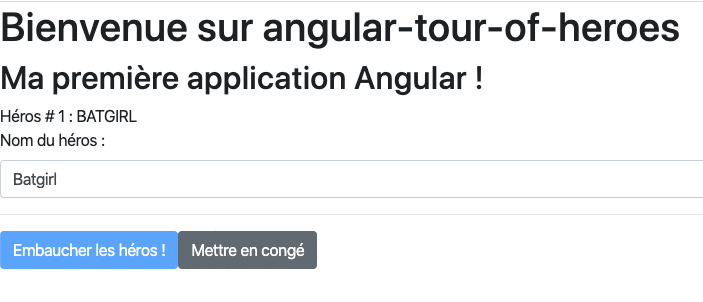 Bienvenue sur angular-tour-of-heroes
Ma première application Angular !
Héros # 1 : BATGIRL
Nom du héros :
Batgirl
Embaucher les héros ! Mettre en congé